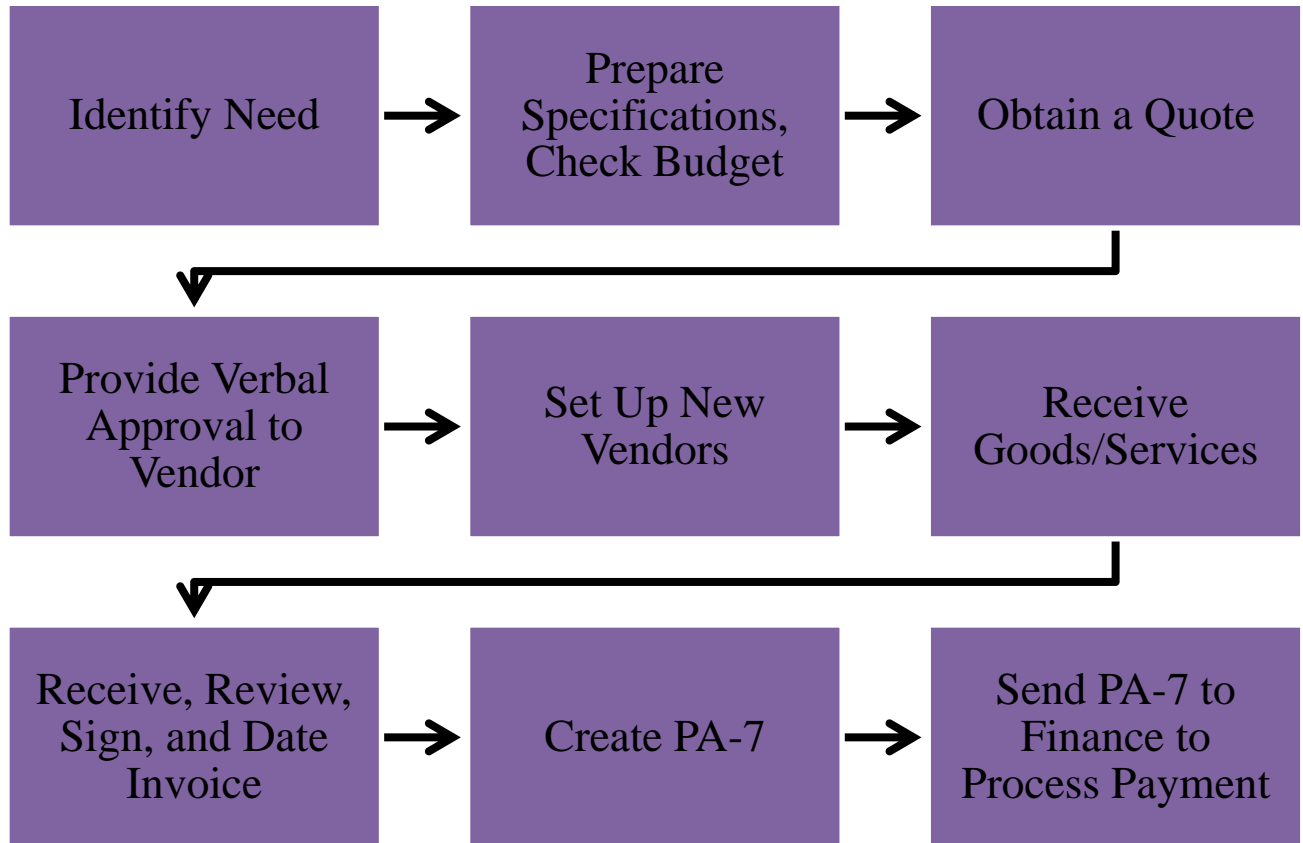 Identify Need
Prepare
Specifications,
Check Budget
Obtain a Quote
Provide Verbal
Approval to
Vendor
Set Up New
Vendors
Receive
Goods/Services
Receive, Review,
Sign, and Date
Invoice
Create PA-7
Send PA-7 to
Finance to
Process Payment